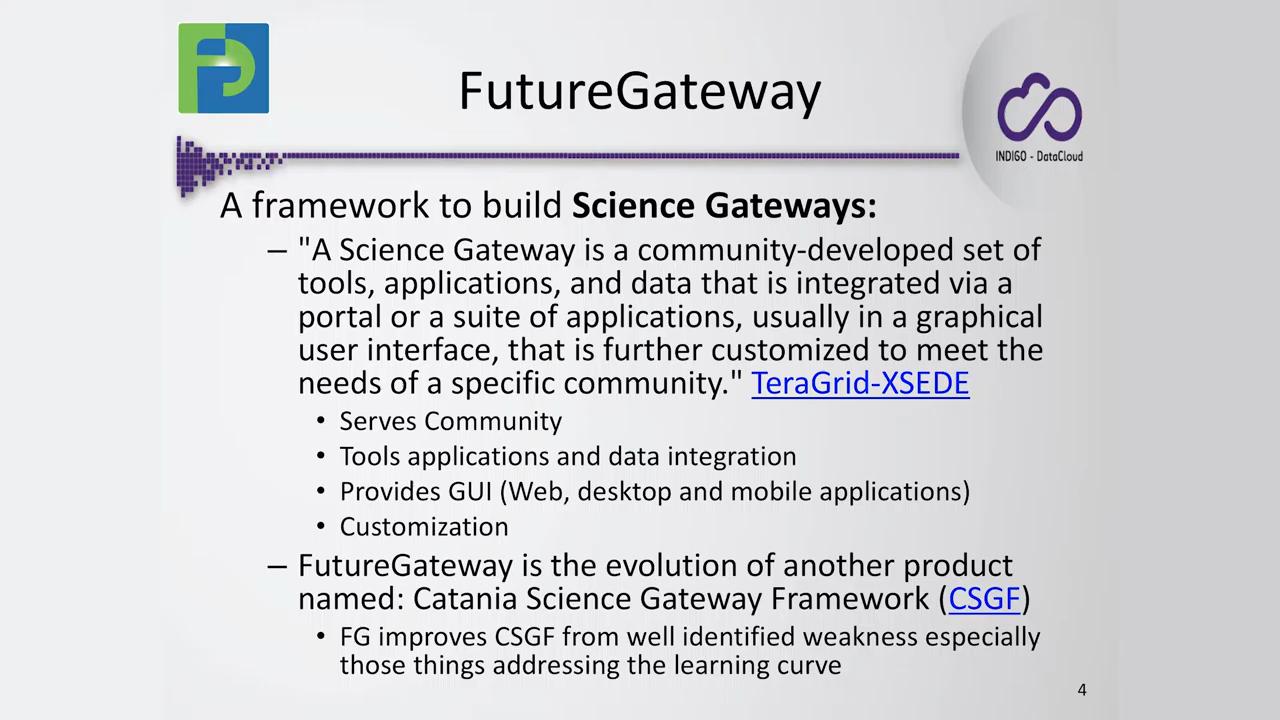 FutureGateway
INDIGO - DataCloud
A framework to build Science Gateways:
– "A Science Gateway is a community-developed set of
tools, applications, and data that is integrated via a
portal or a suite of applications, usually in a graphical
user interface, that is further customized to meet the
needs of a specific community." TeraGrid-XSEDE
• Serves Community
• Tools applications and data integration
• Provides GUI (Web, desktop and mobile applications)
• Customization
– FutureGateway is the evolution of another product
named: Catania Science Gateway Framework (CSGF)
• FG improves CSGF from well identified weakness especially
those things addressing the learning curve
4